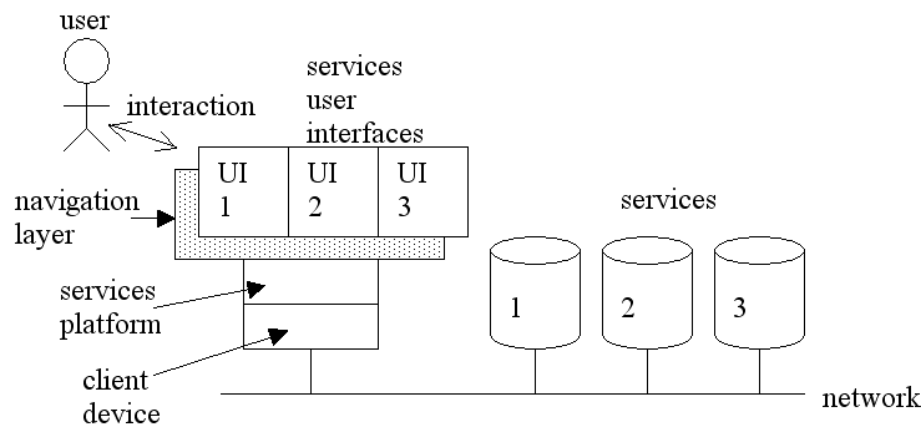 user
interaction
services
user
interfaces
UI
1
UI
2
UI
3
navigation
layer
services
platform
client
device
services
1
2
3
network